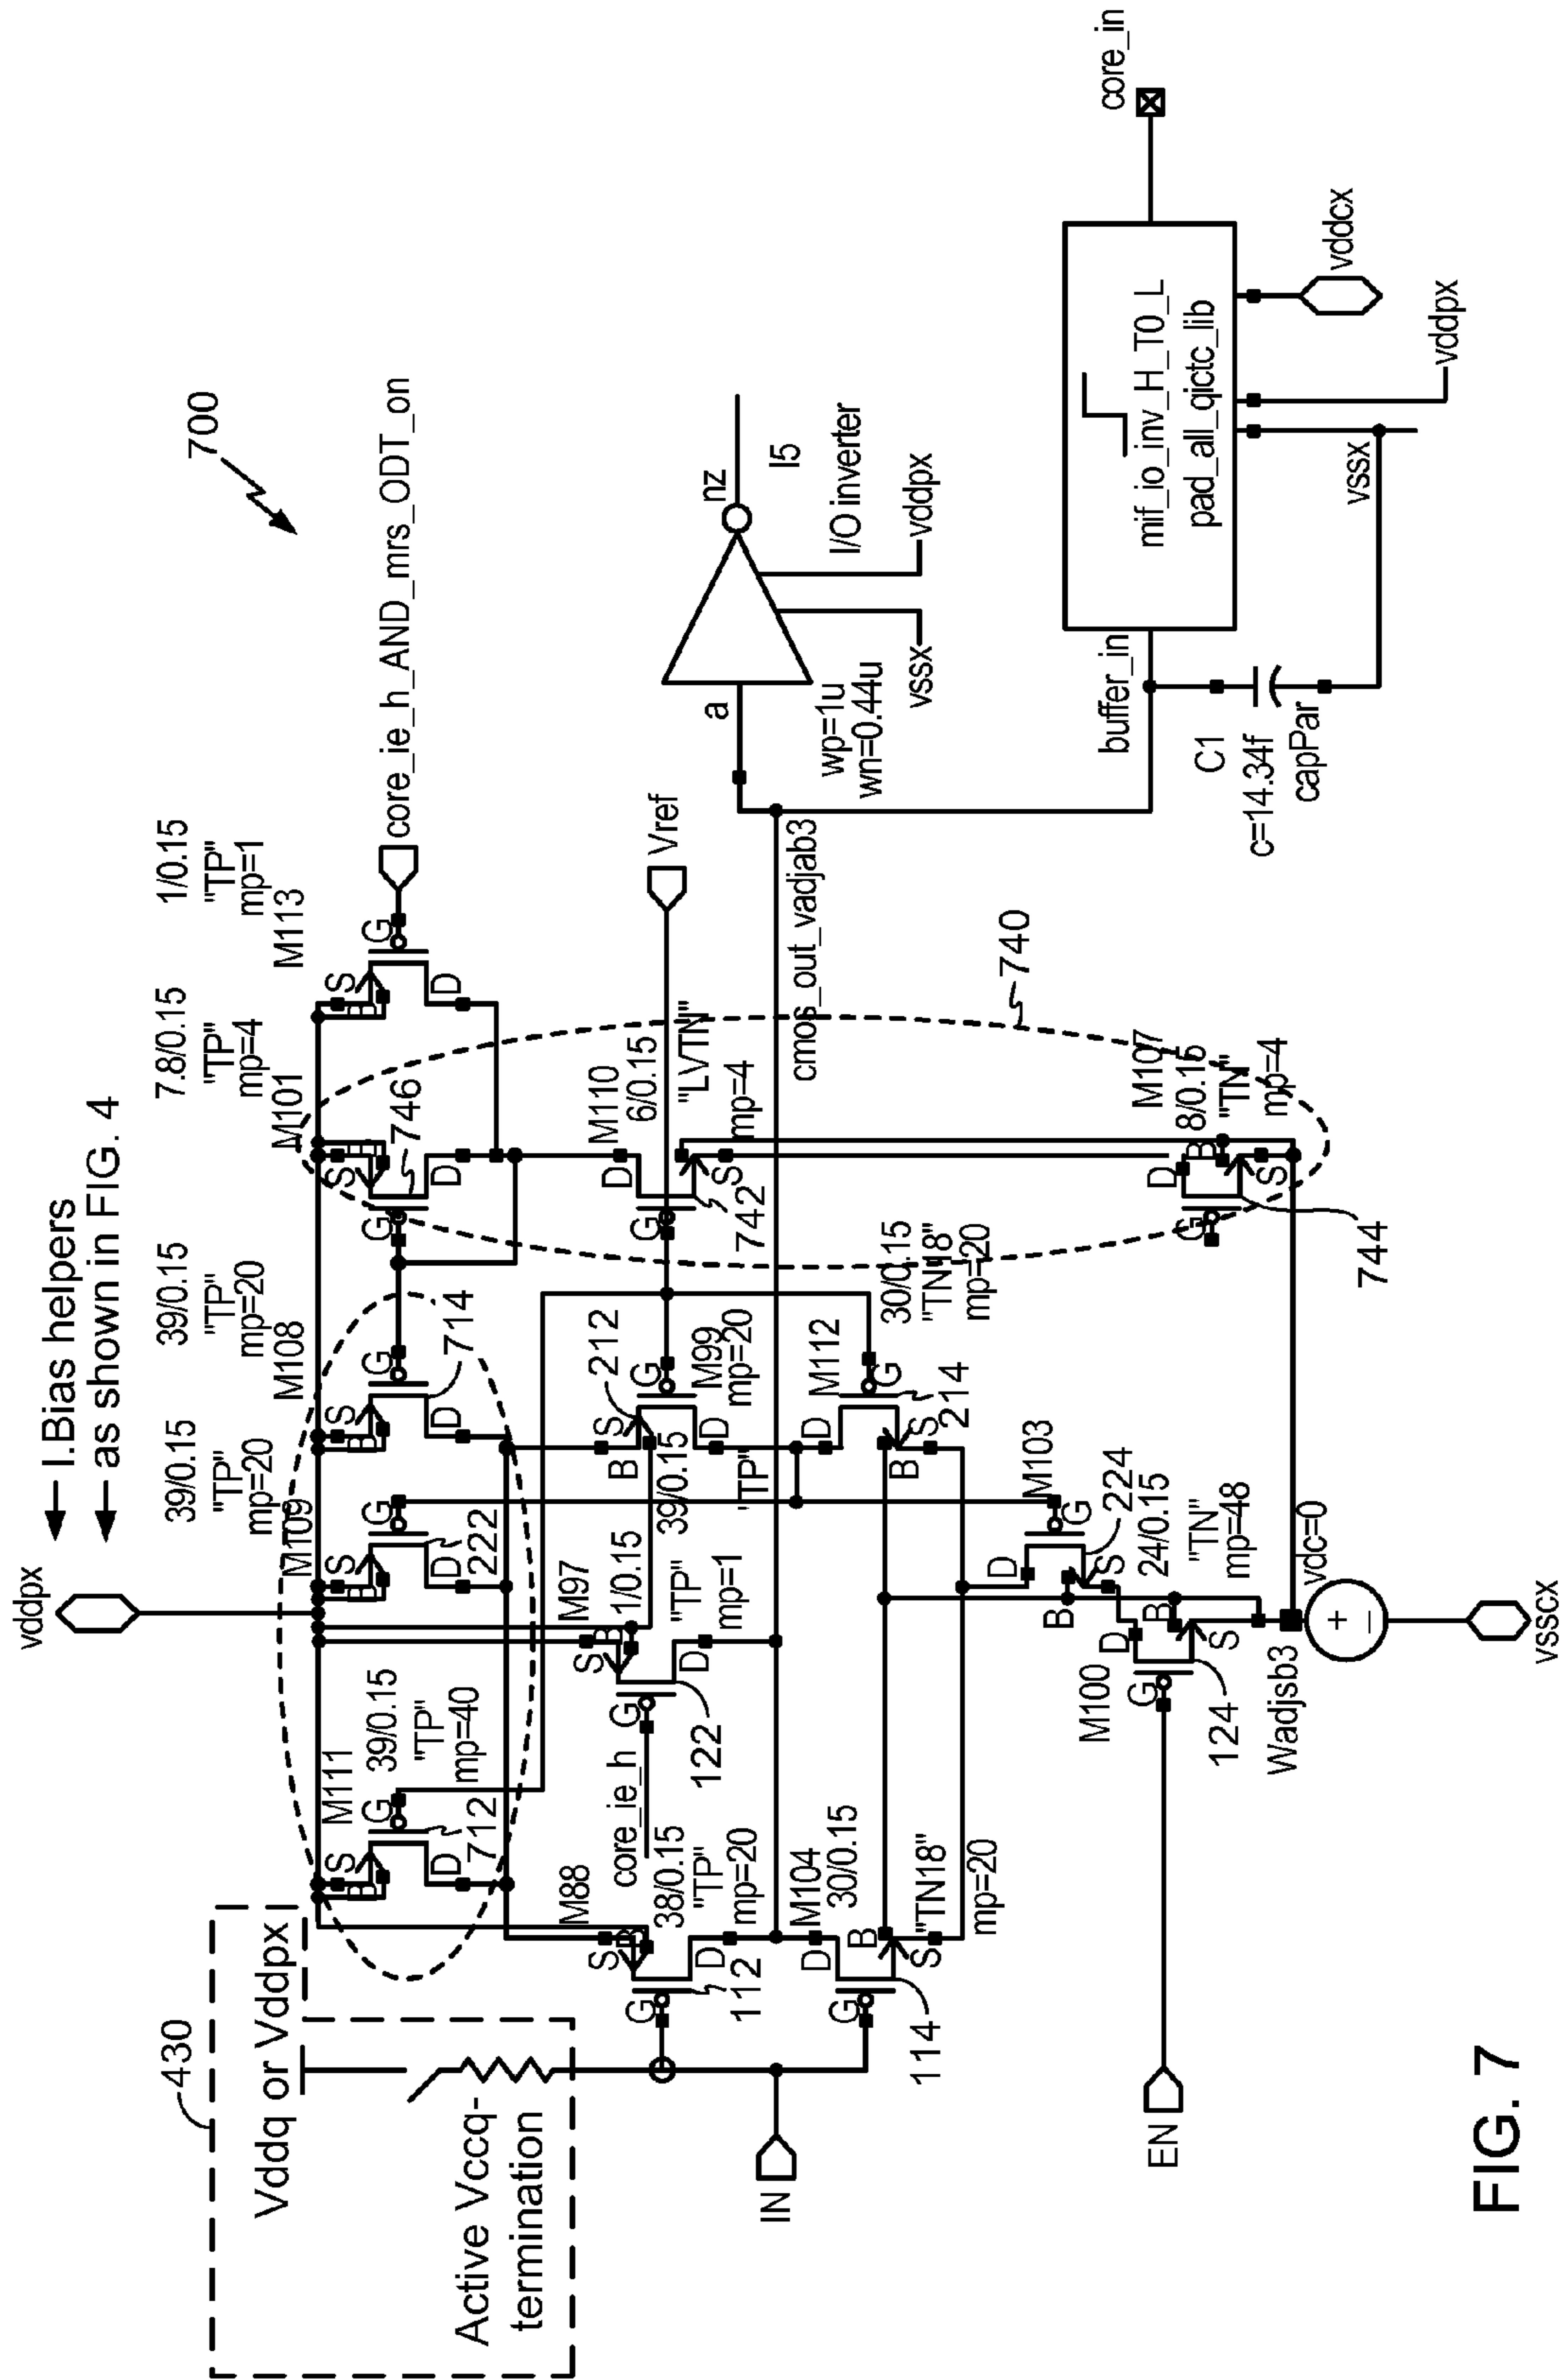 700
I.Bias helpers
as shown in FIG. 4
vddpx
430
Vddq or Vddpx
Active Vccq-
termination
M111
39/0.15
"TP"
mp=40
S
B
G
D
712
M109
39/0.15
"TP"
mp=20
S
B
G
D
222
M108
39/0.15
"TP"
mp=20
S
B
G
D
714
M101
7.8/0.15
"TP"
mp=4
S
B
G
D
746
M113
1/0.15
"TP"
mp=1
S
B
G
D
core_ie_h_AND_mrs_ODT_on
M88
38/0.15
"TP"
mp=20
S
B
G
D
112
M97
1/0.15
"TP"
mp=1
S
B
G
D
core_ie_h
122
212
S
B
G
D
M99
mp=20
39/0.15
"TP"
M110
6/0.15
"LVTN"
mp=4
D
G
S
742
Vref
a
nz
I5
I/O inverter
wp=1u
wn=0.44u
vssx
vddpx
IN
M104
30/0.15
"TN18"
mp=20
D
G
B
S
114
M112
30/0.15
"TN18"
mp=20
D
G
B
S
214
cmos_out_vadjab3
740
M103
D
G
B
S
224
24/0.15
"TN"
mp=48
M107
8/0.15
"TN"
mp=4
D
B
G
S
744
EN
M100
D
B
G
S
124
Wadjsb3
vdc=0
+
−
vsscx
buffer_in
C1
c=14.34f
capPar
mif_io_inv_H_T0_L
pad_all_qictc_lib
core_in
vssx
vddpx
vddcx
FIG. 7